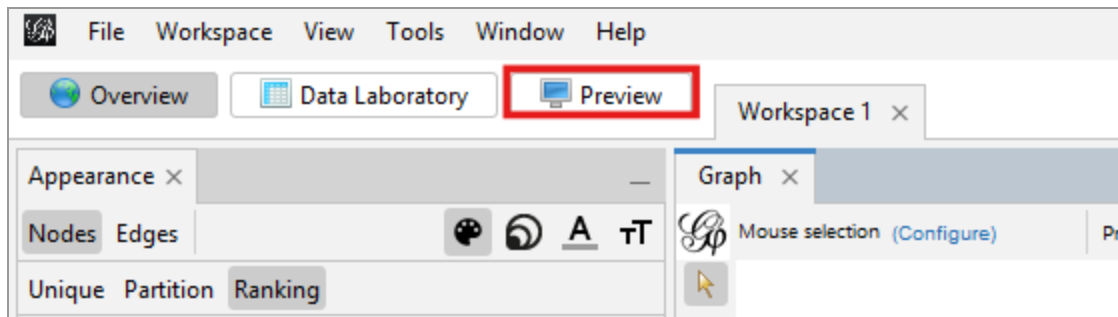 File Workspace View Tools Window Help
Overview Data Laboratory Preview
Workspace 1
Appearance
Graph
Nodes Edges
A TT
Mouse selection (Configure)
Unique Partition Ranking